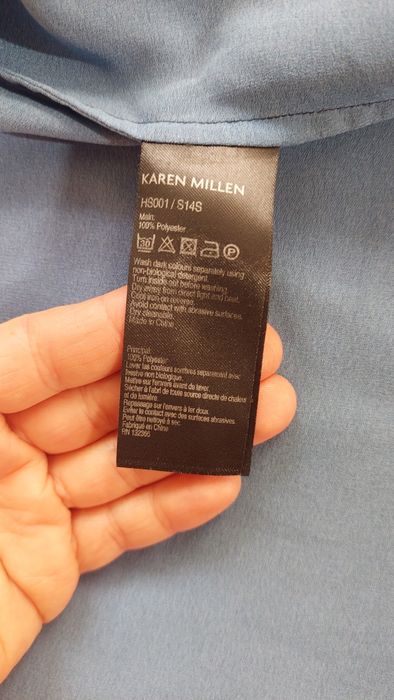 KAREN MILLEN
HS001 / S14S
Main:
100% Polyester
30
P
Wash dark colours separately using
non-biological detergent.
Turn inside out before washing.
Dry away from direct light and heat.
Cool iron on reverse.
Avoid contact with abrasive surfaces.
Dry cleanable.
Made in China
Principal:
100% Polyester
Laver les couleurs sombres séparément avec
lessive non biologique.
Mettre sur l'envers avant de laver.
Sécher à l'abri de toute source directe de chaleur
et de lumière.
Repassage sur l'envers à fer doux.
Eviter le contact avec des surfaces abrasives.
Peut être nettoyé à sec.
Fabriqué en Chine
RN 132366